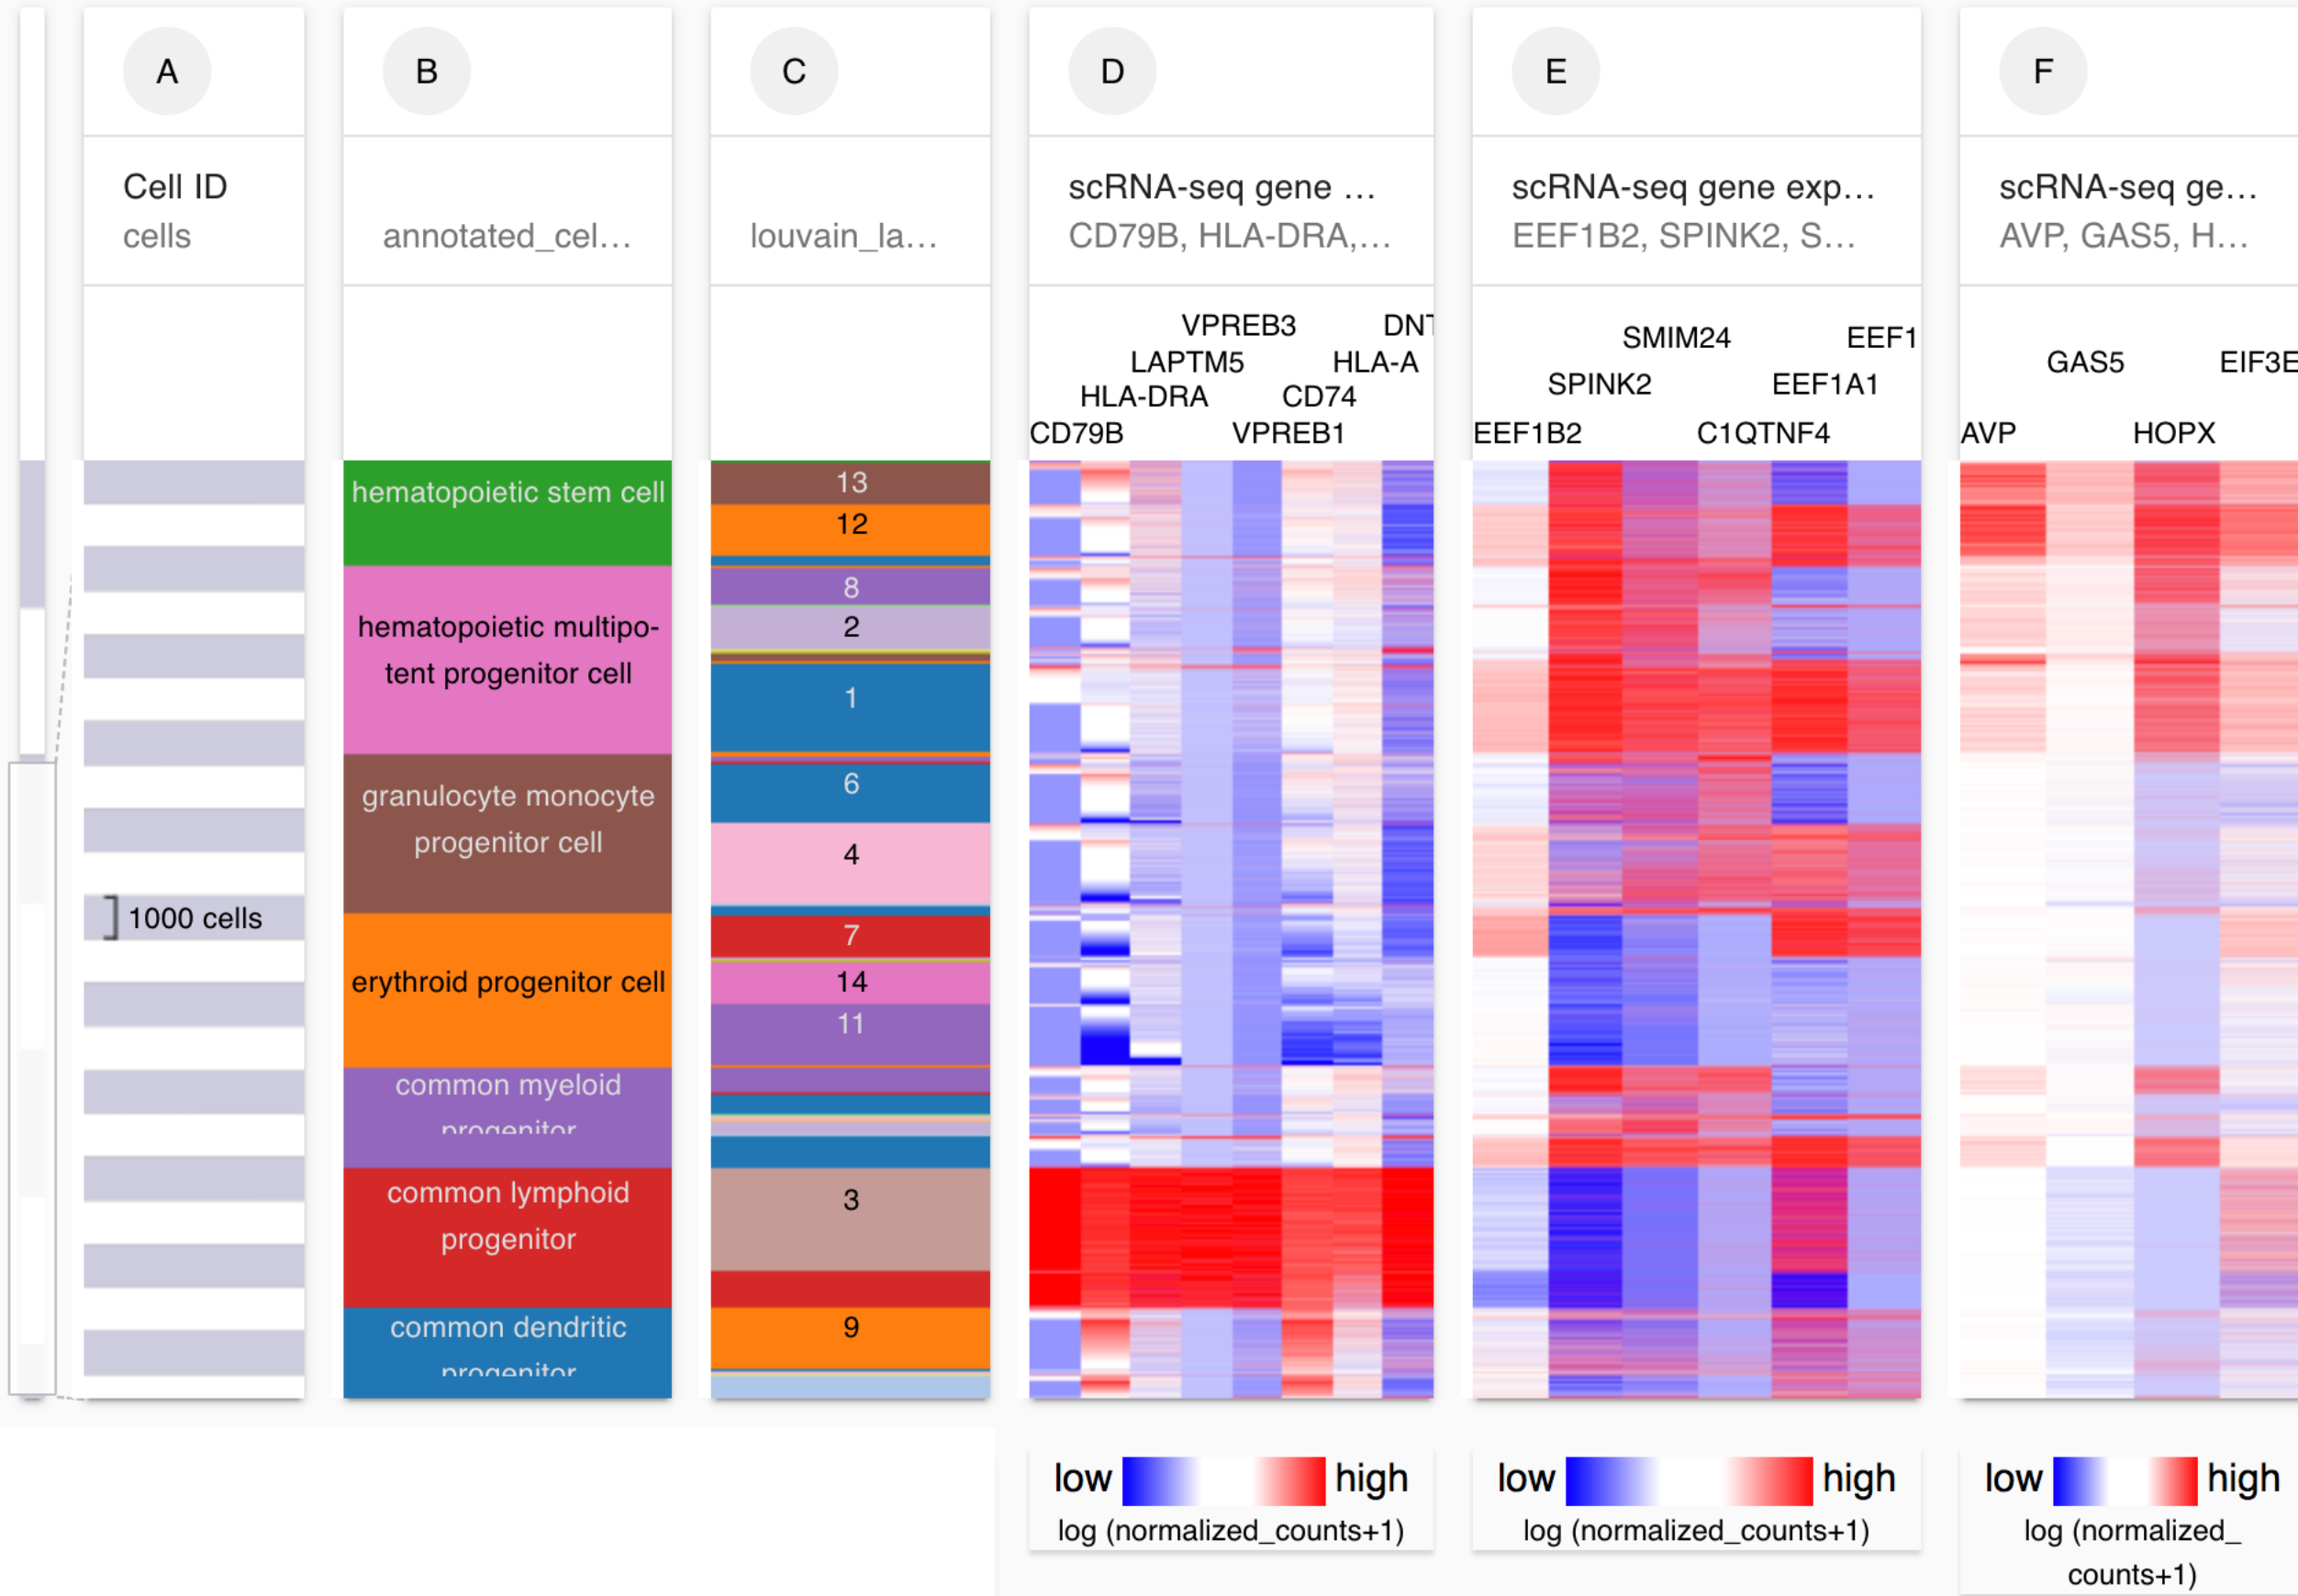 A
B
C
D
E
F
Cell ID
cells
annotated_cel...
louvain_la...
scRNA-seq gene ...
CD79B, HLA-DRA,...
scRNA-seq gene exp...
EEF1B2, SPINK2, S...
scRNA-seq ge...
AVP, GAS5, H...
VPREB3
DNT
LAPTM5
HLA-A
HLA-DRA
CD74
CD79B
VPREB1
SMIM24
EEF1
SPINK2
EEF1A1
EEF1B2
C1QTNF4
GAS5
EIF3E
AVP
HOPX
1000 cells
hematopoietic stem cell
hematopoietic multipo-
tent progenitor cell
granulocyte monocyte
progenitor cell
erythroid progenitor cell
common myeloid
progenitor
common lymphoid
progenitor
common dendritic
progenitor
13
12
8
2
1
6
4
7
14
11
3
9
low high
log (normalized_counts+1)
low high
log (normalized_counts+1)
low high
log (normalized_
counts+1)